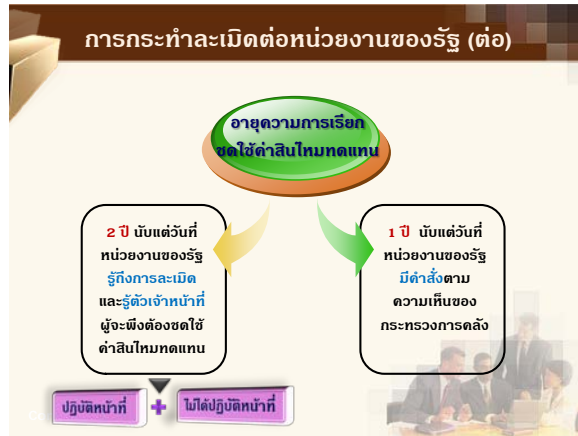 การกระทำละเมิดต่อหน่วยงานของรัฐ (ต่อ)
อายุความการเรียก
ชดใช้ค่าสินไหมทดแทน
2 ปี นับแต่วันที่
หน่วยงานของรัฐ
รู้ถึงการละเมิด
และรู้ตัวเจ้าหน้าที่
ผู้จะพึงต้องชดใช้
ค่าสินไหมทดแทน
1 ปี นับแต่วันที่
หน่วยงานของรัฐ
มีคำสั่งตาม
ความเห็นของ
กระทรวงการคลัง
ปฏิบัติหน้าที่ + ไม่ได้ปฏิบัติหน้าที่